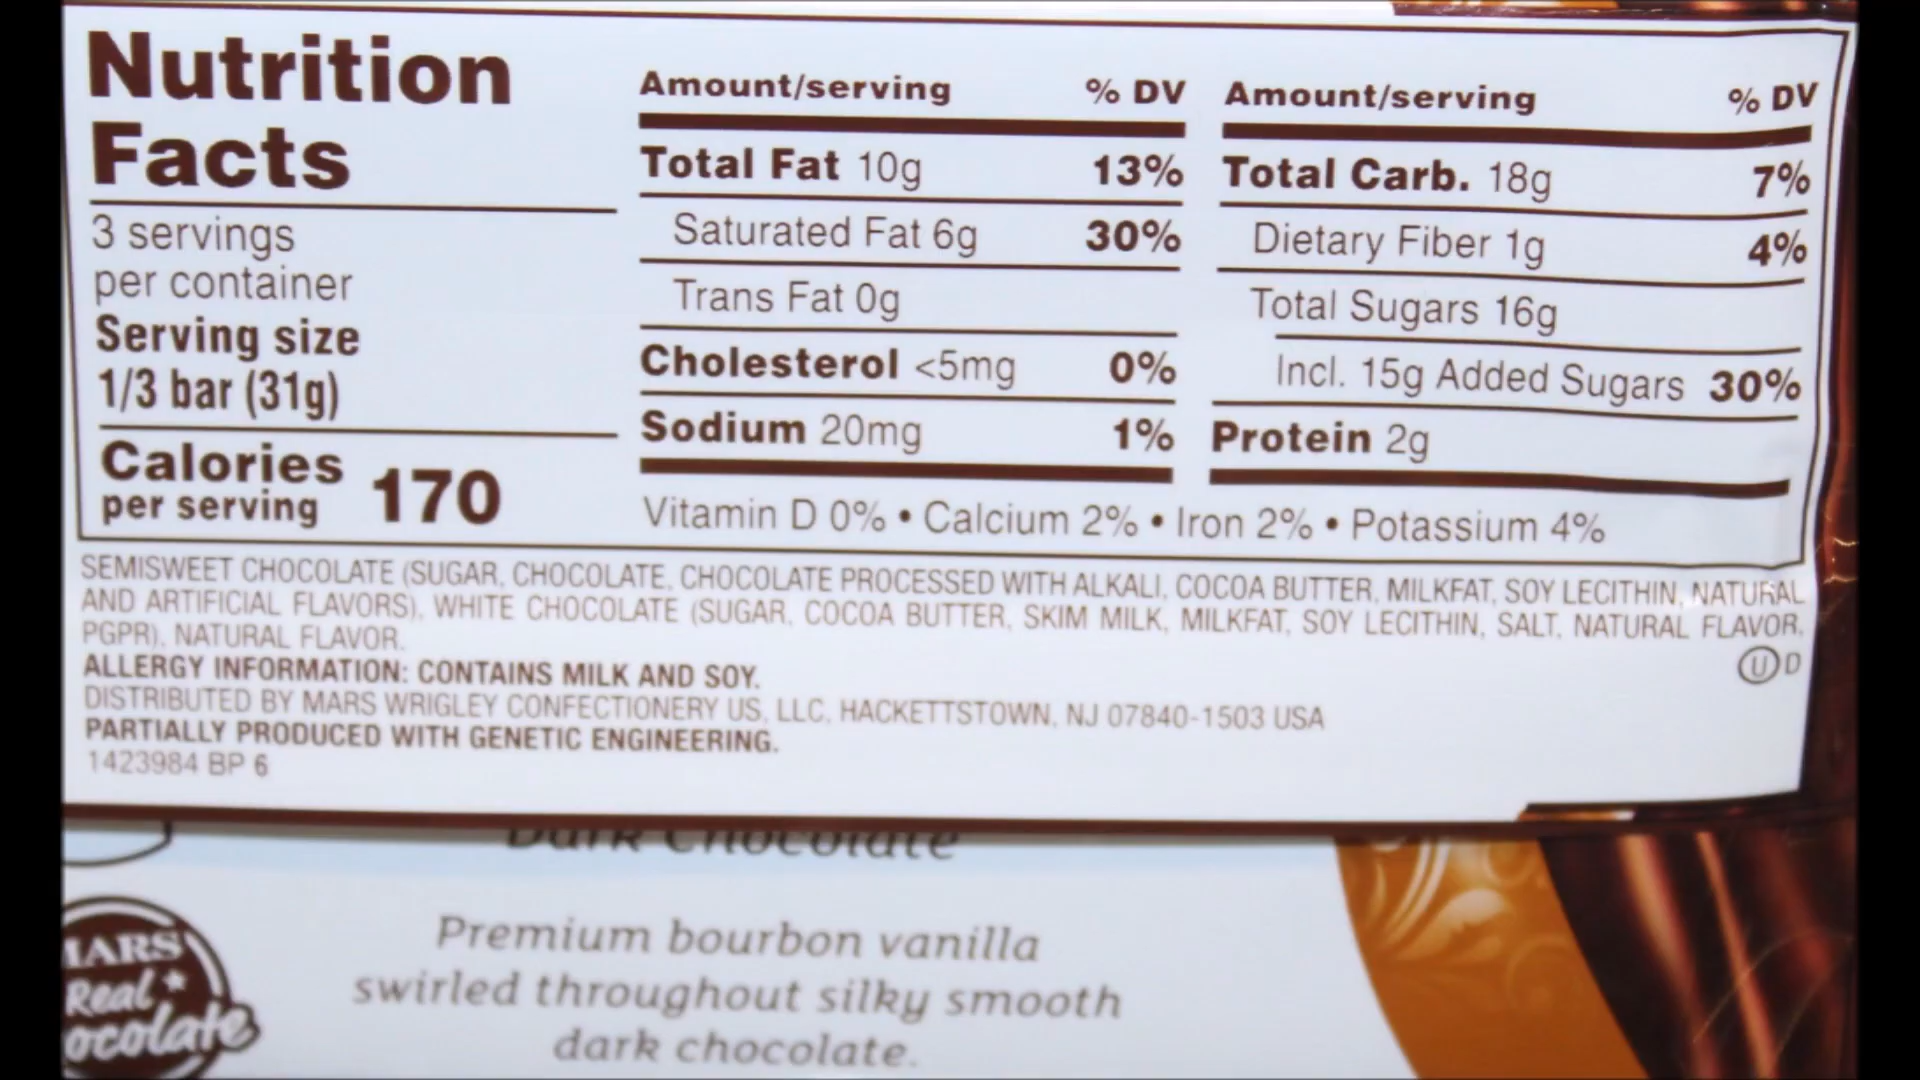 Nutrition
Facts
3 servings
per container
Serving size
1/3 bar (31g)
Calories
per serving 170
Amount/serving % DV
Total Fat 10g 13%
Saturated Fat 6g 30%
Trans Fat 0g
Cholesterol <5mg 0%
Sodium 20mg 1%
Amount/serving % DV
Total Carb. 18g 7%
Dietary Fiber 1g 4%
Total Sugars 16g
Incl. 15g Added Sugars 30%
Protein 2g
Vitamin D 0% • Calcium 2% • Iron 2% • Potassium 4%
SEMISWEET CHOCOLATE (SUGAR, CHOCOLATE, CHOCOLATE PROCESSED WITH ALKALI, COCOA BUTTER, MILKFAT, SOY LECITHIN, NATURAL
AND ARTIFICIAL FLAVORS), WHITE CHOCOLATE (SUGAR, COCOA BUTTER, SKIM MILK, MILKFAT, SOY LECITHIN, SALT, NATURAL FLAVOR,
PGPR), NATURAL FLAVOR.
ALLERGY INFORMATION: CONTAINS MILK AND SOY.
U D
DISTRIBUTED BY MARS WRIGLEY CONFECTIONERY US, LLC, HACKETTSTOWN, NJ 07840-1503 USA
PARTIALLY PRODUCED WITH GENETIC ENGINEERING.
1423984 BP 6
Dark Chocolate
MARS
Real
ocolate
Premium bourbon vanilla
swirled throughout silky smooth
dark chocolate.